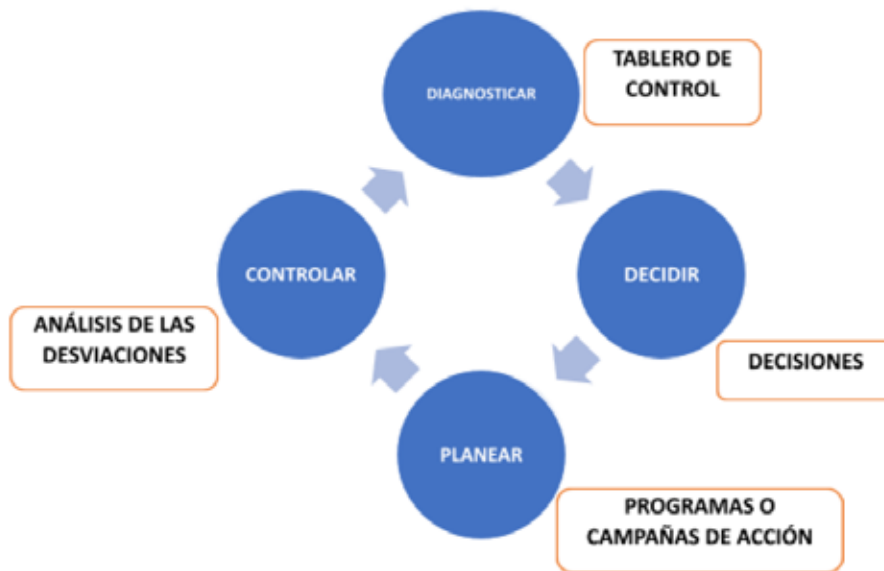 DIAGNOSTICAR
TABLERO DE
CONTROL
DECIDIR
DECISIONES
PLANEAR
PROGRAMAS O
CAMPAÑAS DE ACCIÓN
CONTROLAR
ANÁLISIS DE LAS
DESVIACIONES